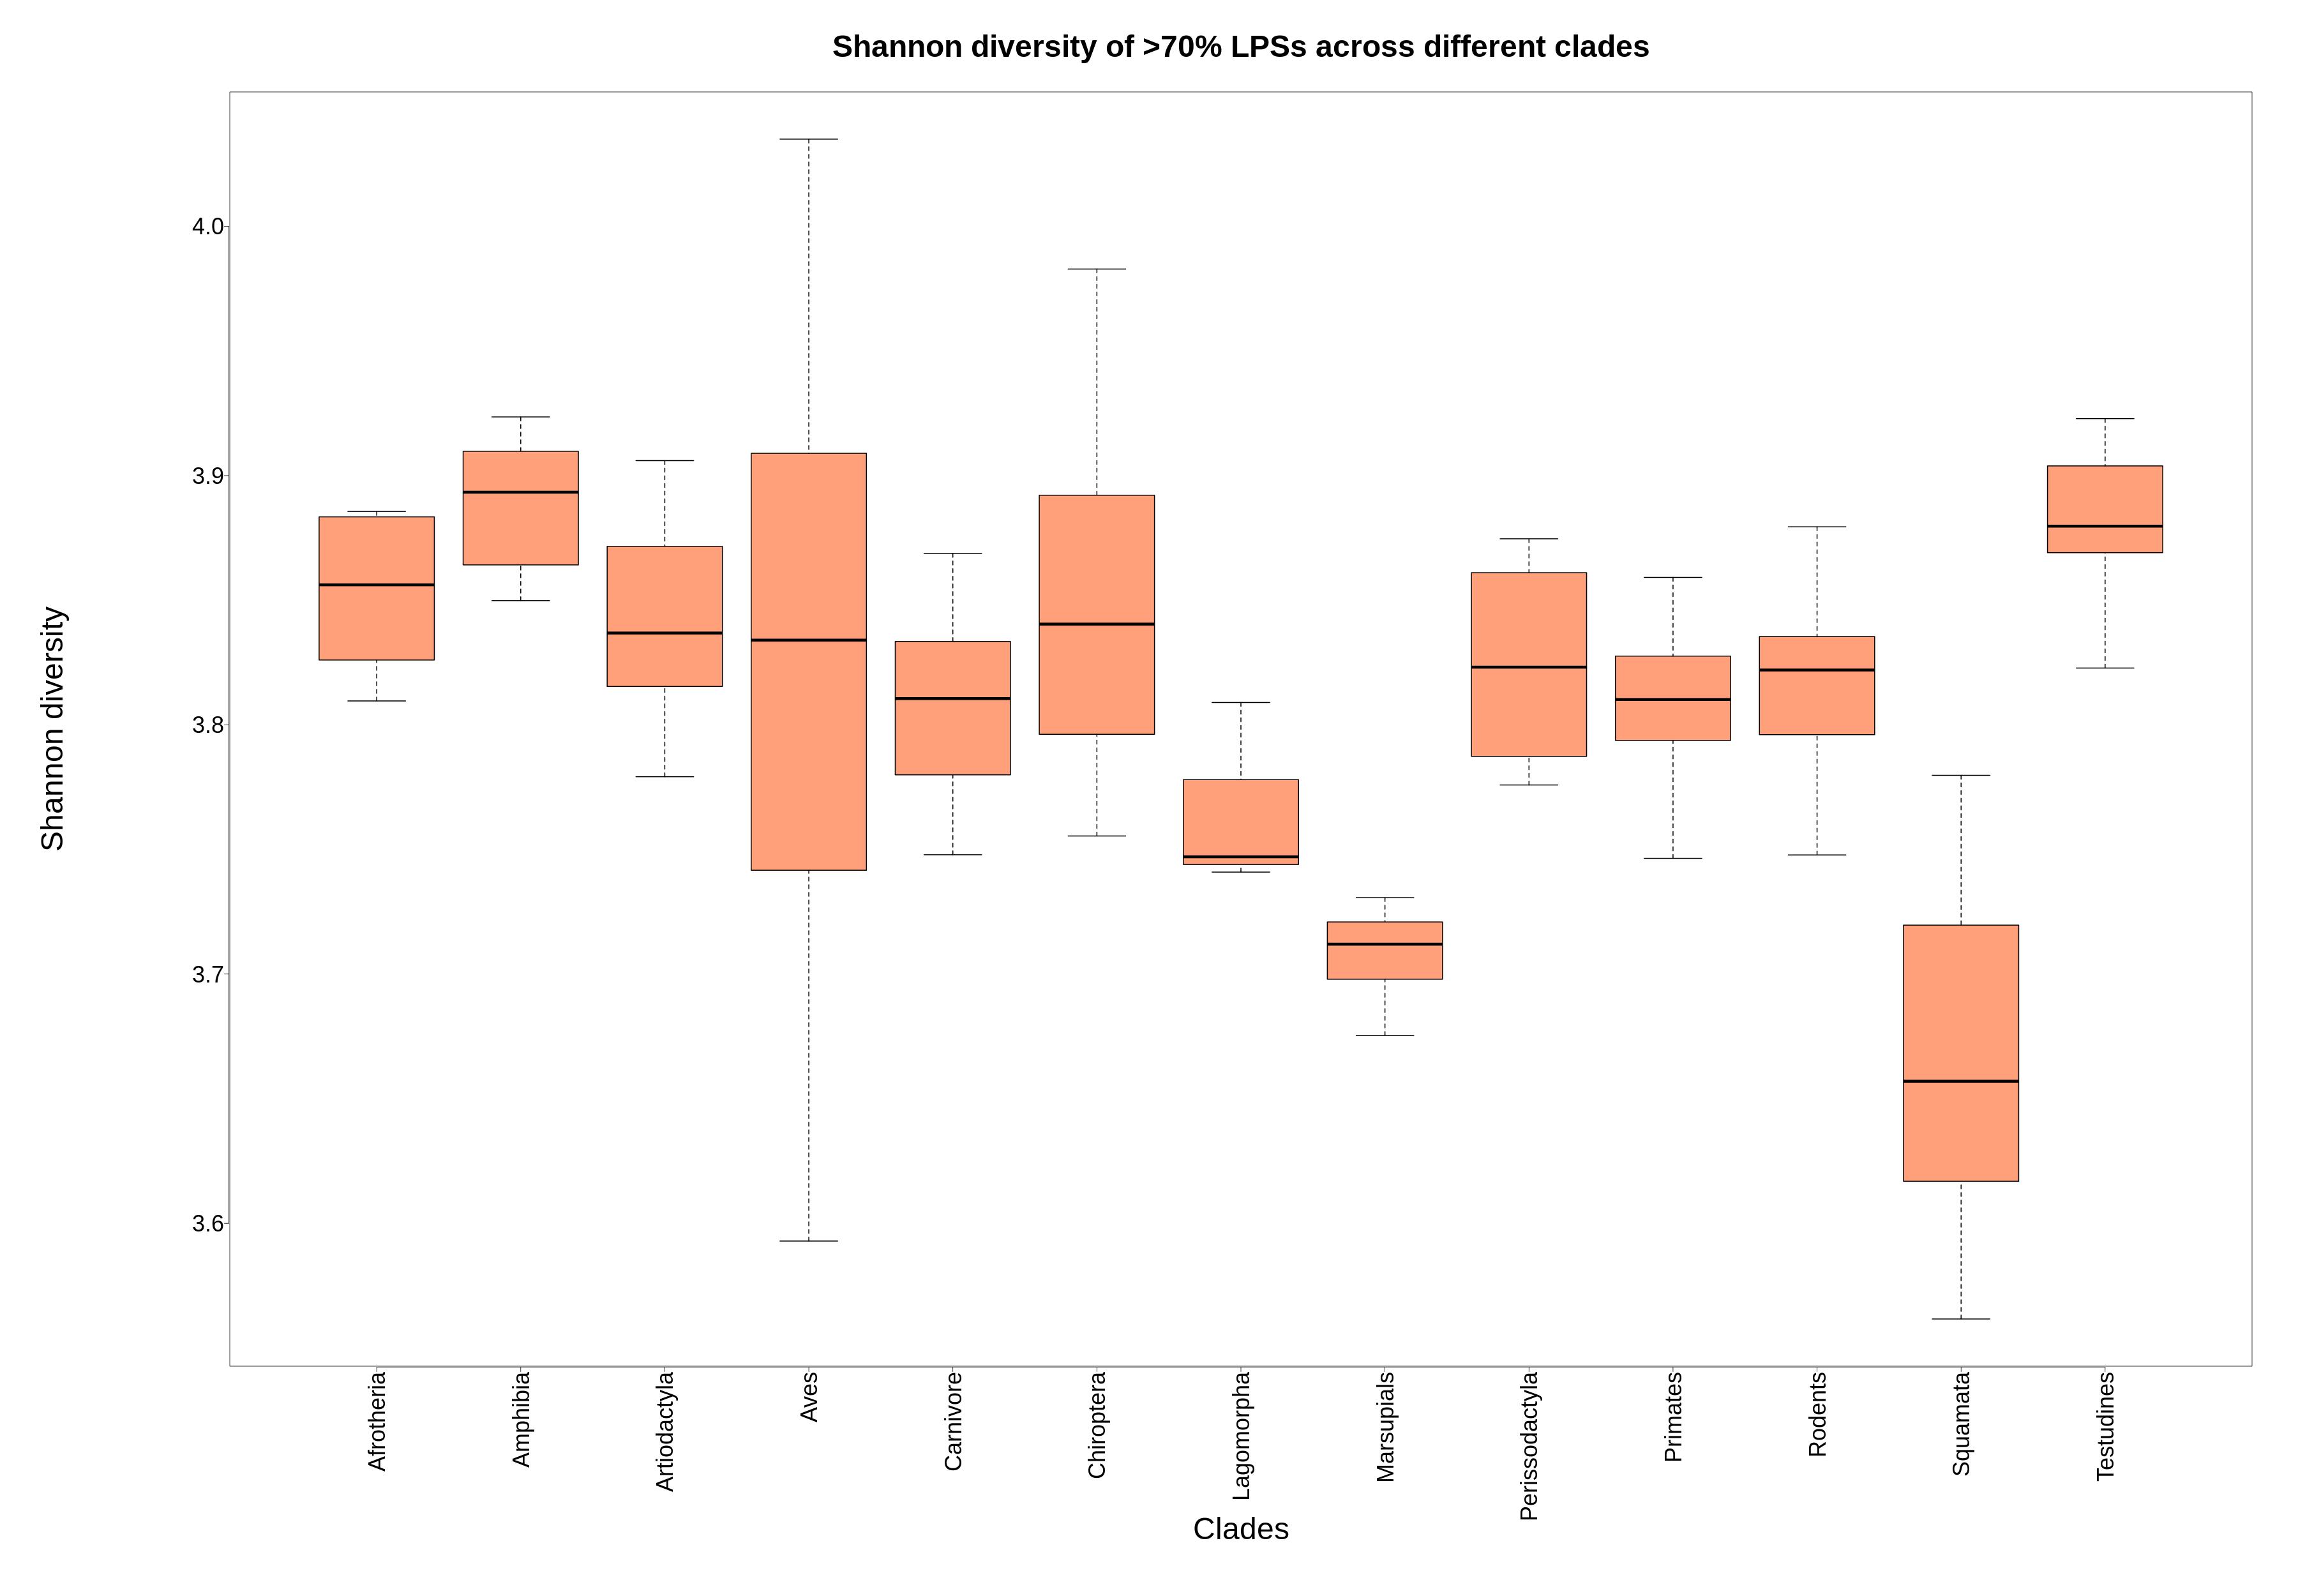 Shannon diversity of >70% LPSs across different clades
Shannon diversity
4.0
3.9
3.8
3.7
3.6
Afrotheria
Amphibia
Artiodactyla
Aves
Carnivore
Chiroptera
Lagomorpha
Marsupials
Perissodactyla
Primates
Rodents
Squamata
Testudines
Clades